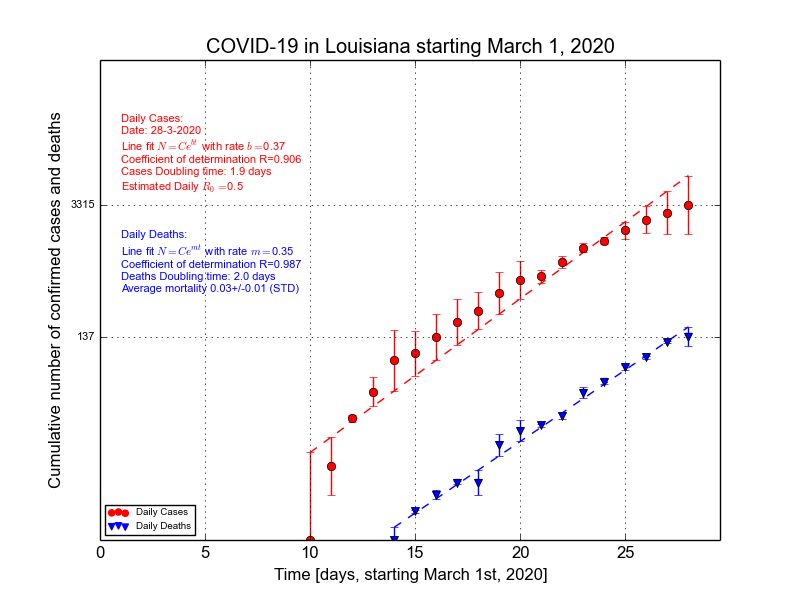 COVID-19 in Louisiana starting March 1, 2020
Cumulative number of confirmed cases and deaths
Daily Cases:
Date: 28-3-2020
Line fit N=Ce^{bt} with rate b=0.37
Coefficient of determination R=0.906
Cases Doubling time: 1.9 days
Estimated Daily R_0=0.5
3315
Daily Deaths:
Line fit N=Ce^{mt} with rate m=0.35
Coefficient of determination R=0.987
Deaths Doubling time: 2.0 days
Average mortality 0.03+/-0.01 (STD)
137
Daily Cases
Daily Deaths
0 5 10 15 20 25
Time [days, starting March 1st, 2020]